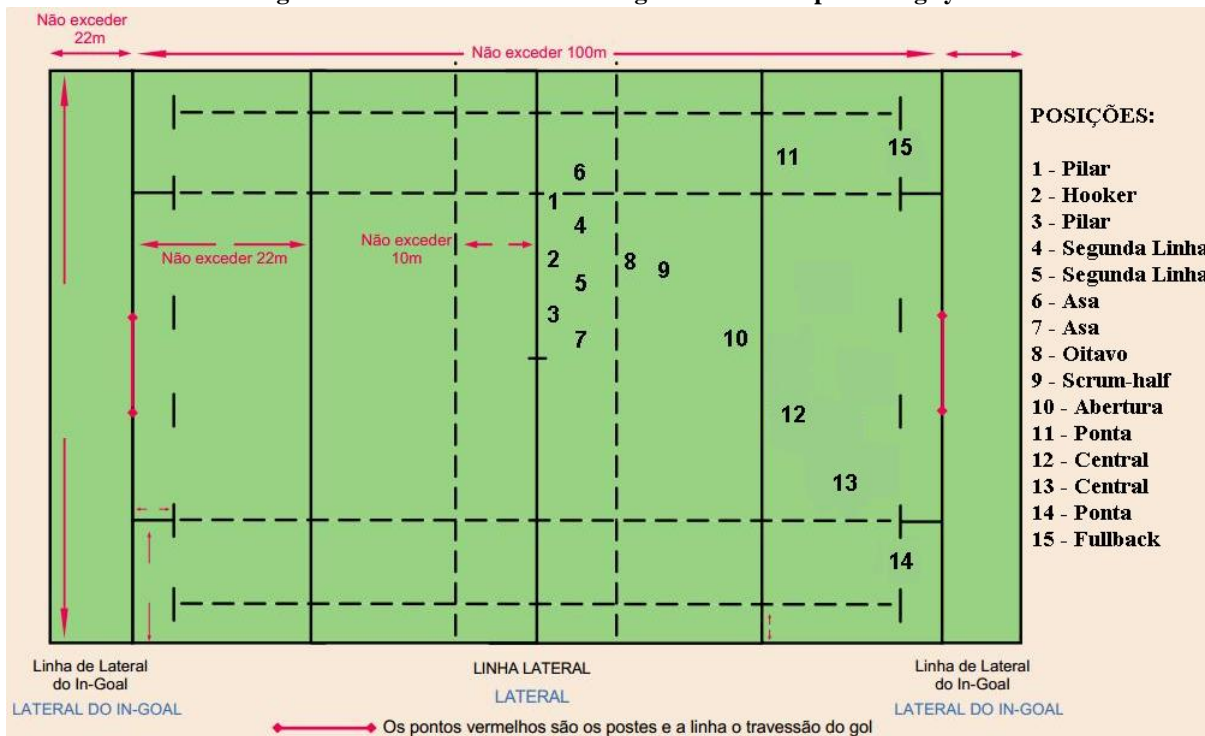 Não exceder
22m
Não exceder 100m
POSIÇÕES:
1 - Pilar
2 - Hooker
3 - Pilar
4 - Segunda Linha
5 - Segunda Linha
6 - Asa
7 - Asa
8 - Oitavo
9 - Scrum-half
10 - Abertura
11 - Ponta
12 - Central
13 - Central
14 - Ponta
15 - Fullback
15
11
6
1
4
Não exceder
10m
Não exceder 22m
2
8
9
5
3
7
10
12
13
14
Linha de Lateral
do In-Goal
LATERAL DO IN-GOAL
LINHA LATERAL
LATERAL
Linha de Lateral
do In-Goal
LATERAL DO IN-GOAL
Os pontos vermelhos são os postes e a linha o travessão do gol